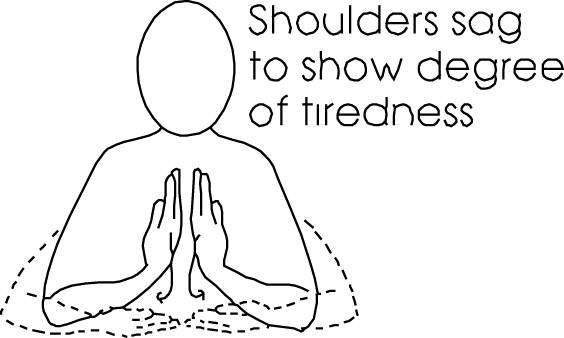 Shoulders sag
to show degree
of tiredness